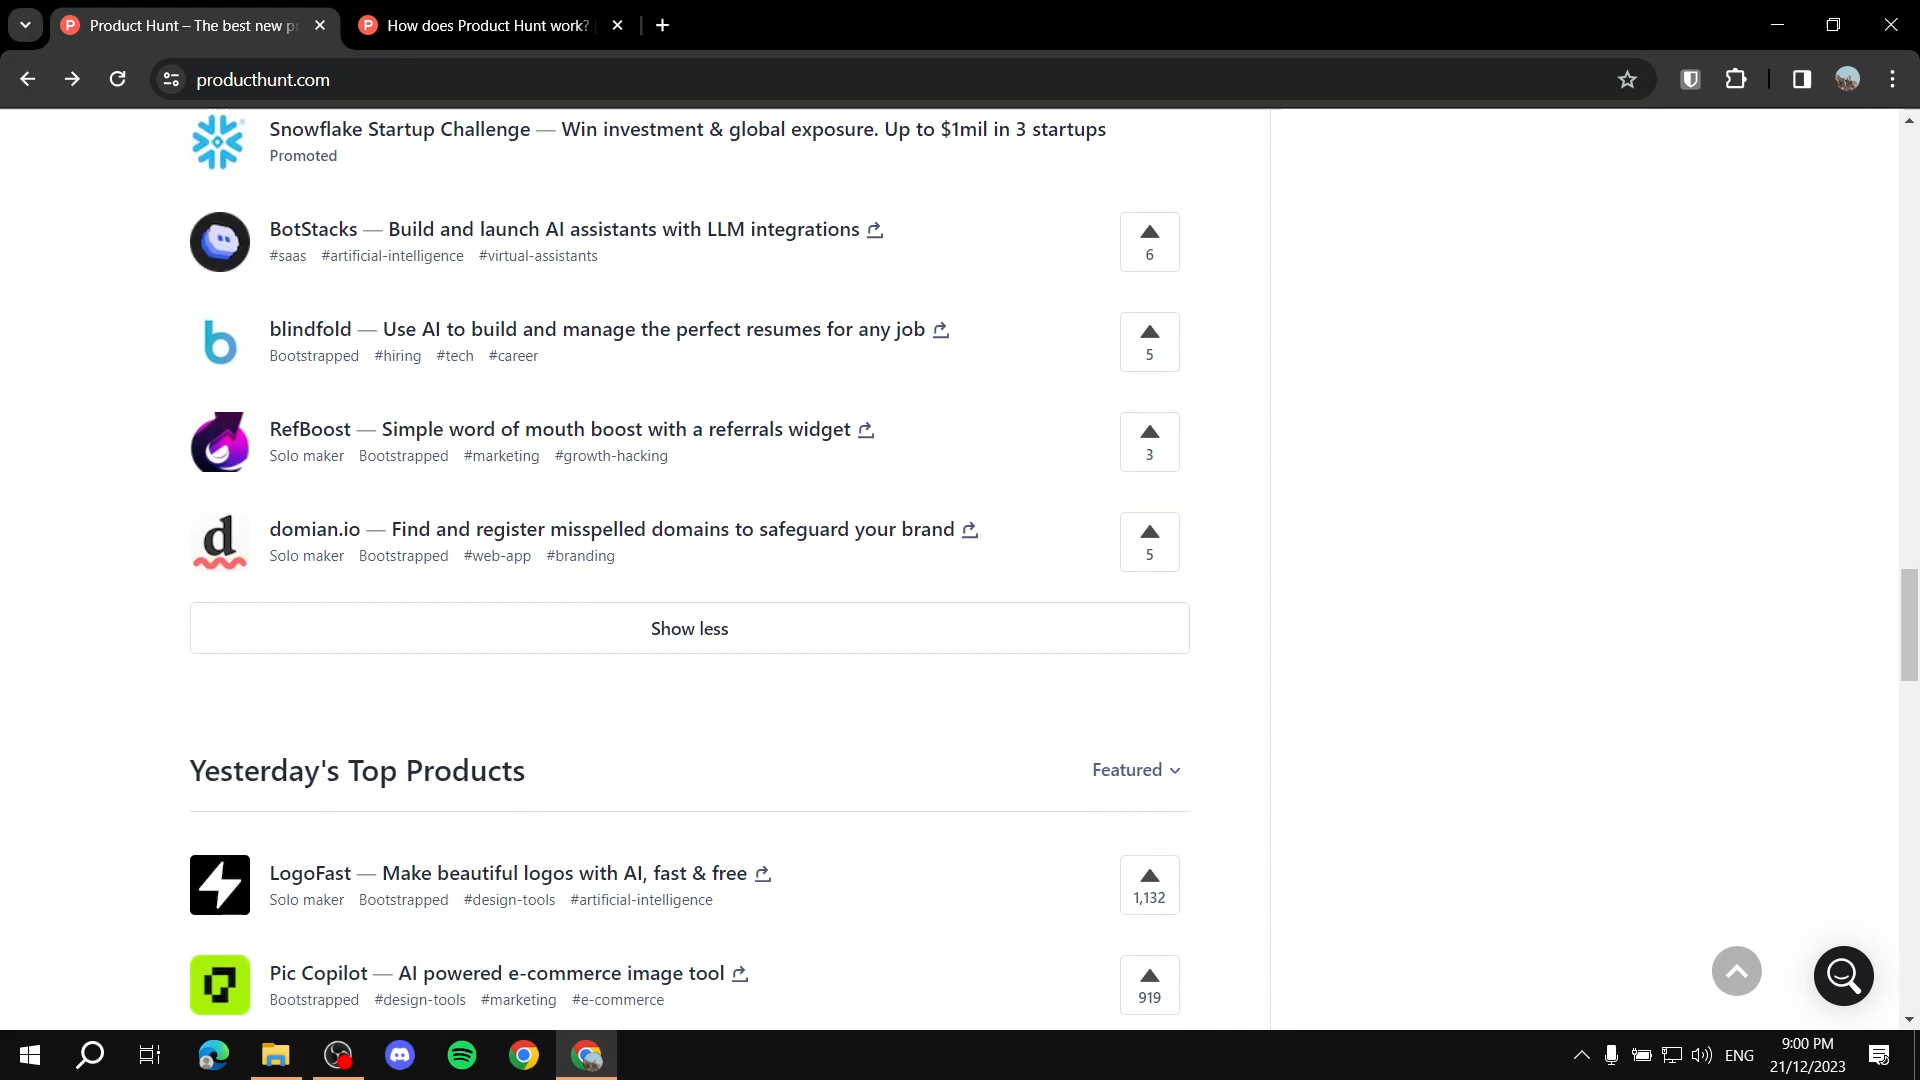 Product Hunt – The best new pr
How does Product Hunt work?
producthunt.com
Snowflake Startup Challenge — Win investment & global exposure. Up to $1mil in 3 startups
Promoted
BotStacks — Build and launch AI assistants with LLM integrations
#saas #artificial-intelligence #virtual-assistants
6
blindfold — Use AI to build and manage the perfect resumes for any job
Bootstrapped #hiring #tech #career
5
RefBoost — Simple word of mouth boost with a referrals widget
Solo maker Bootstrapped #marketing #growth-hacking
3
domian.io — Find and register misspelled domains to safeguard your brand
Solo maker Bootstrapped #web-app #branding
5
Show less
Yesterday's Top Products
Featured
LogoFast — Make beautiful logos with AI, fast & free
Solo maker Bootstrapped #design-tools #artificial-intelligence
1,132
Pic Copilot — AI powered e-commerce image tool
Bootstrapped #design-tools #marketing #e-commerce
919
ENG
9:00 PM
21/12/2023